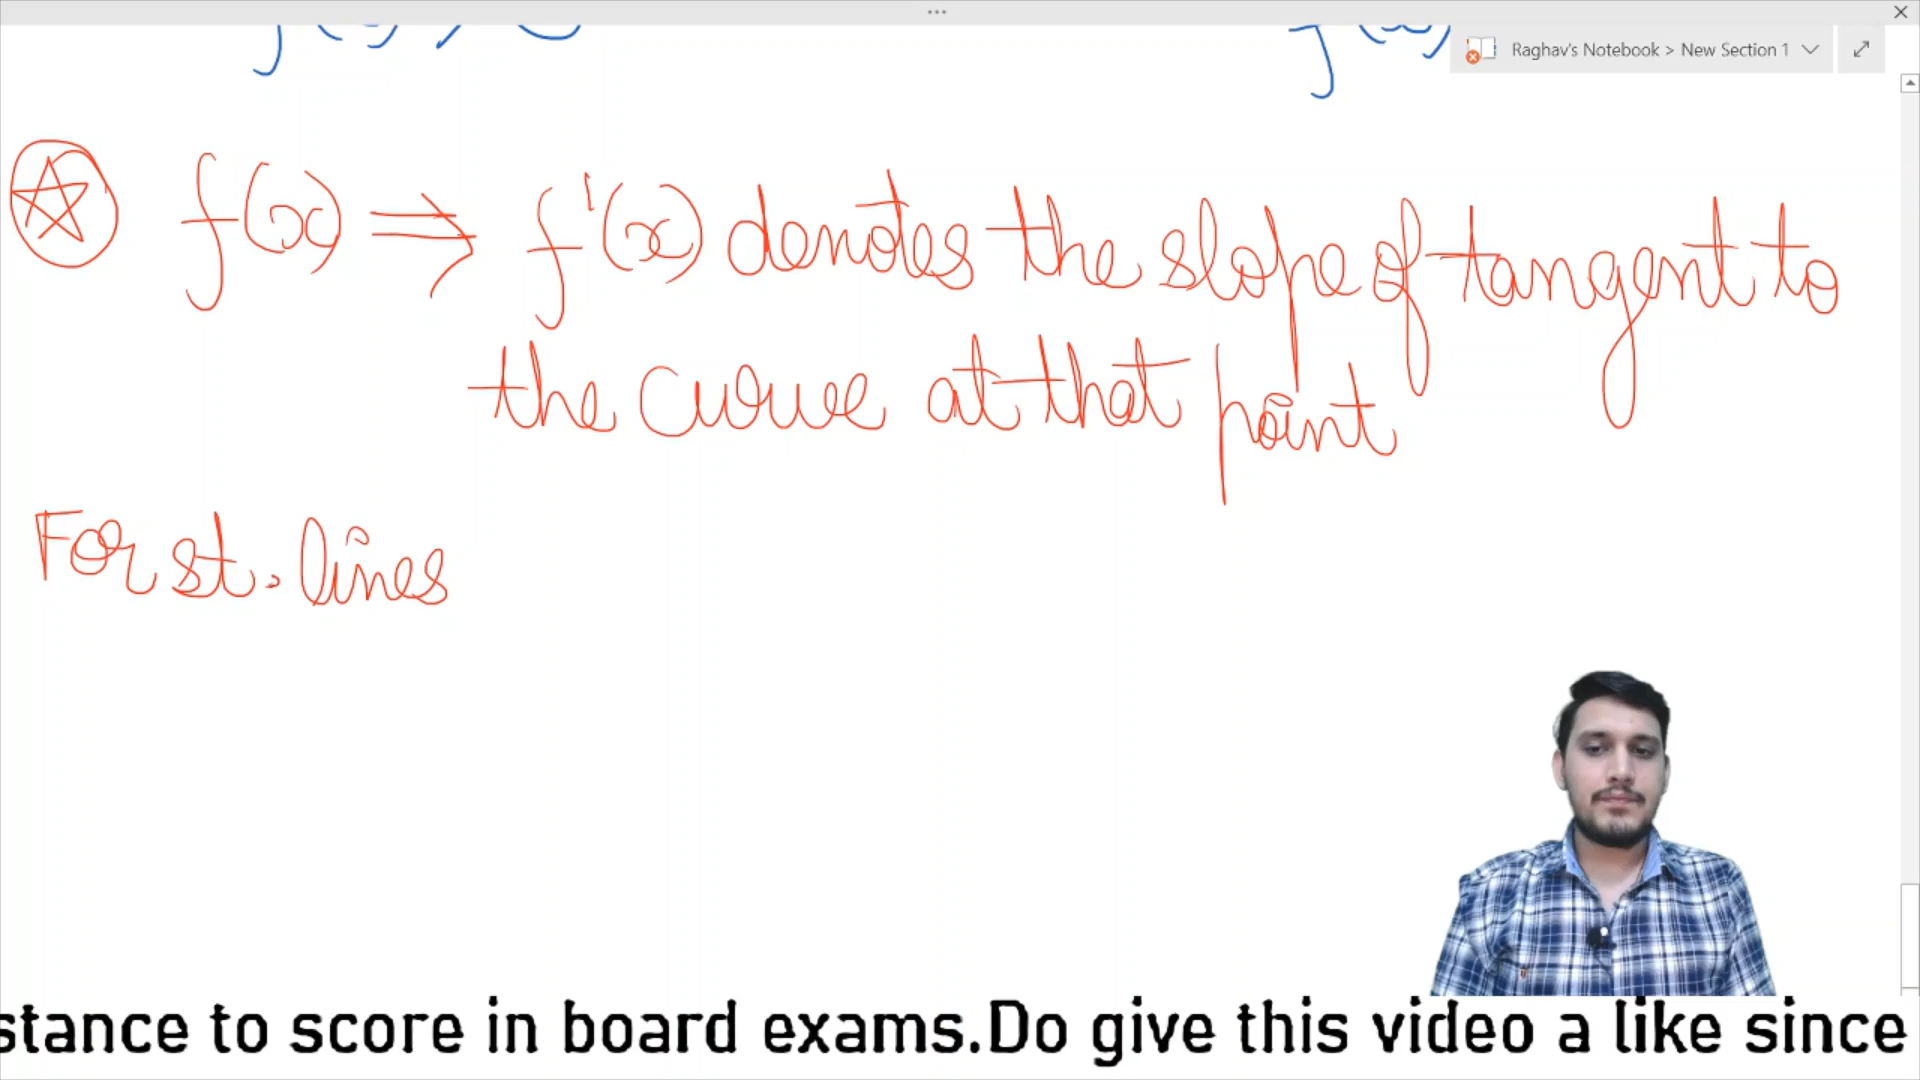 Raghav's Notebook > New Section 1
f(x) ⇒ f'(x) denotes the slope of tangent to
the curve at that point
For st. lines
stance to score in board exams.Do give this video a like since